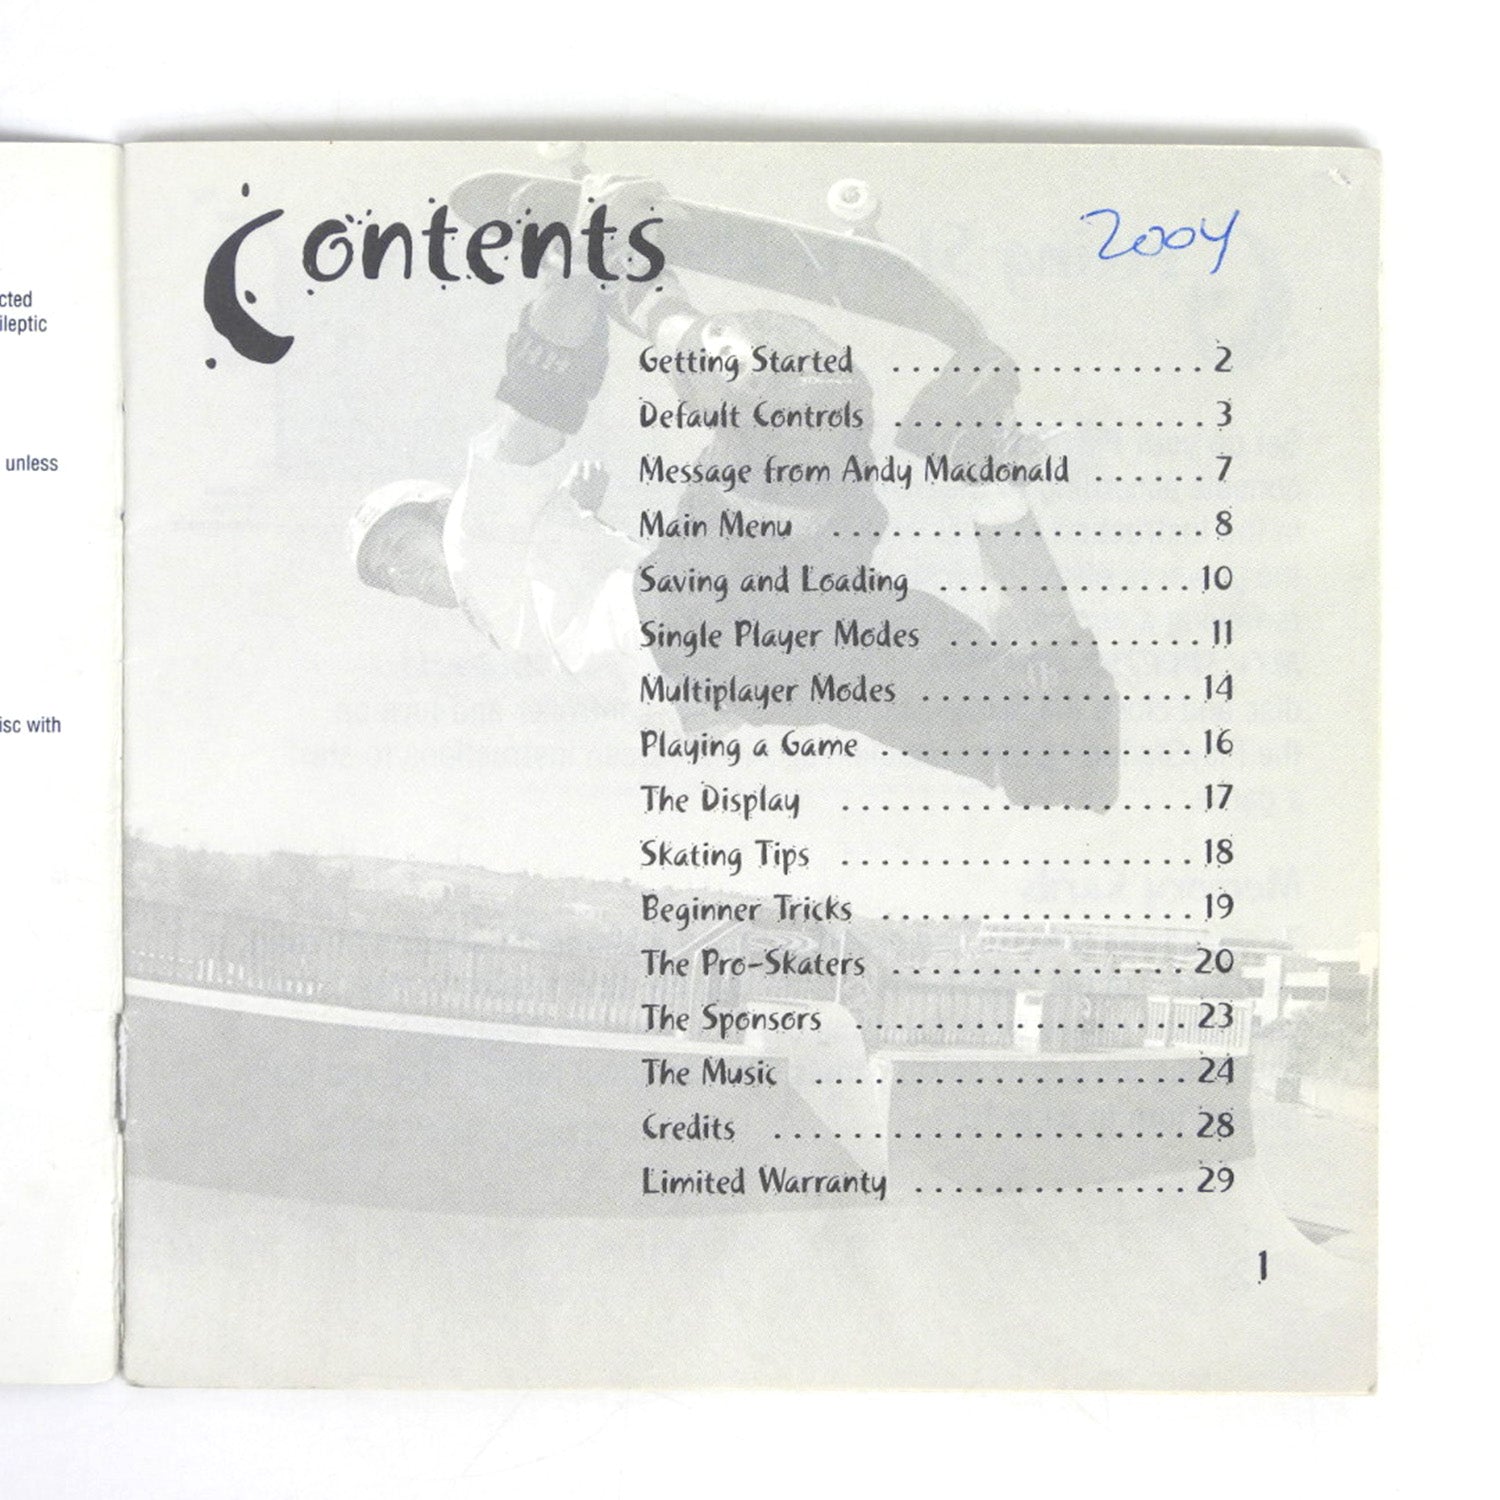 cted
ileptic
unless
isc with
Contents
2004
Getting Started ................ 2
Default Controls ................ 3
Message from Andy Macdonald ...... 7
Main Menu ................... 8
Saving and Loading ............. 10
Single Player Modes ............. 11
Multiplayer Modes .............. 14
Playing a Game ................ 16
The Display .................. 17
Skating Tips .................. 18
Beginner Tricks ................ 19
The Pro-Skaters ............... 20
The Sponsors ................. 23
The Music ................... 24
Credits ..................... 28
Limited Warranty .............. 29
1